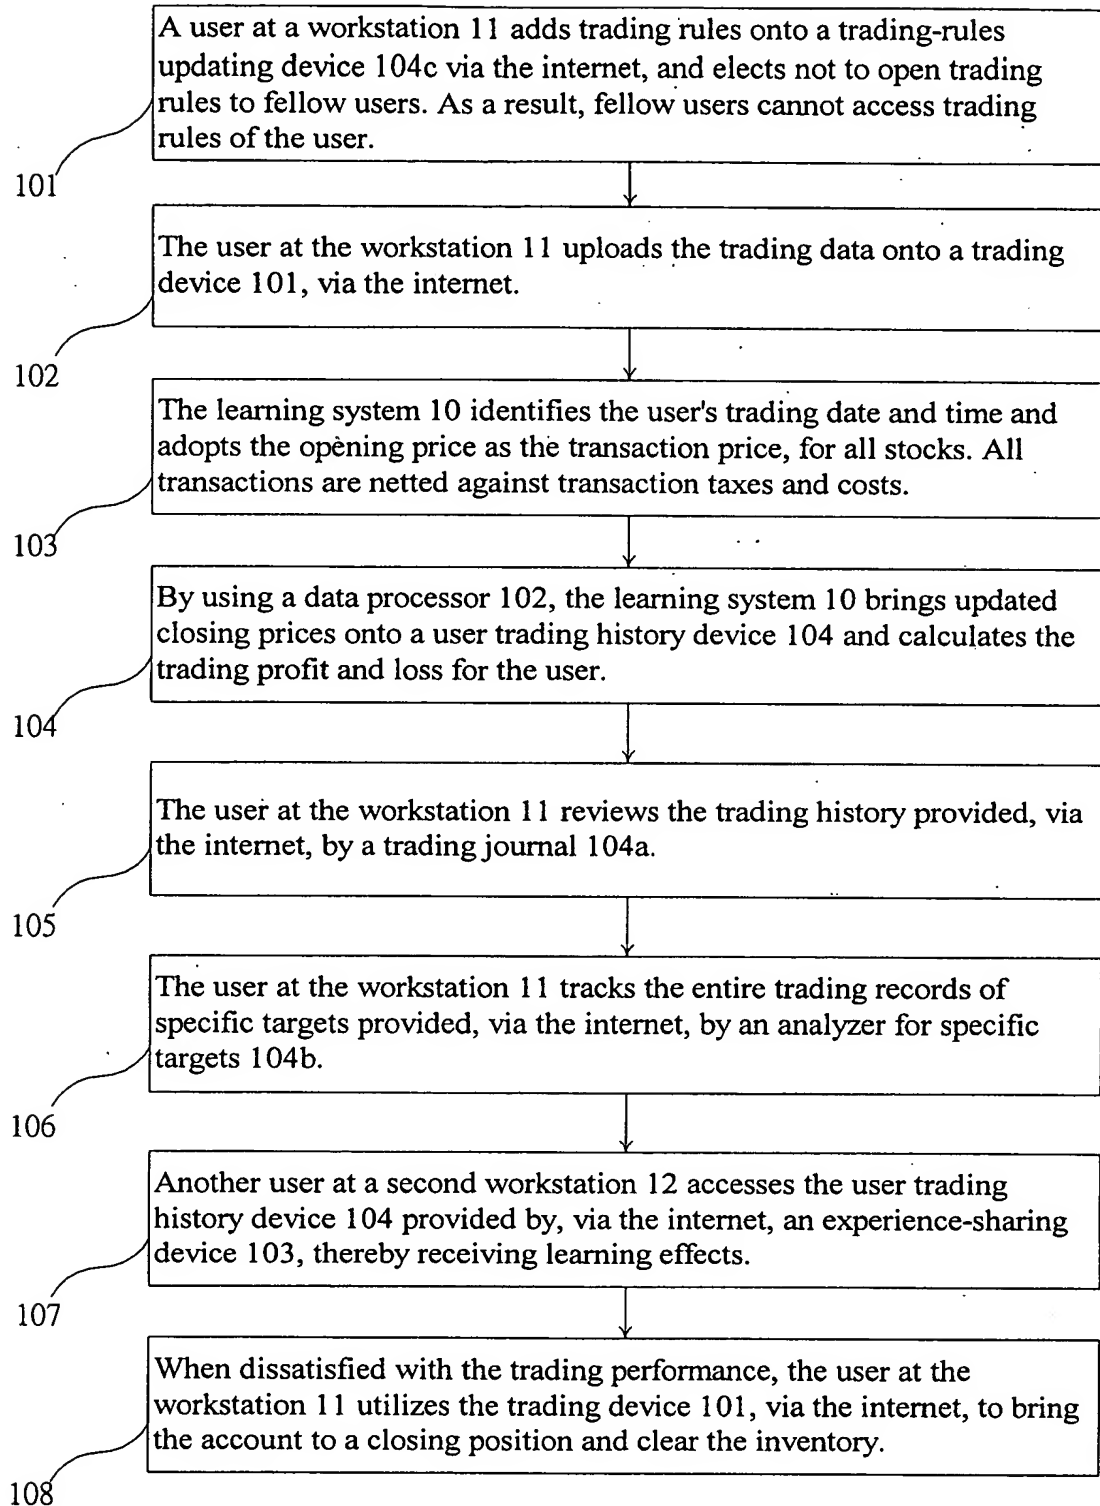 A user at a workstation 11 adds trading rules onto a trading-rules
updating device 104c via the internet, and elects not to open trading
rules to fellow users. As a result, fellow users cannot access trading
rules of the user.
101
The user at the workstation 11 uploads the trading data onto a trading
device 101, via the internet.
102
The learning system 10 identifies the user's trading date and time and
adopts the opening price as the transaction price, for all stocks. All
transactions are netted against transaction taxes and costs.
103
By using a data processor 102, the learning system 10 brings updated
closing prices onto a user trading history device 104 and calculates the
trading profit and loss for the user.
104
The user at the workstation 11 reviews the trading history provided, via
the internet, by a trading journal 104a.
105
The user at the workstation 11 tracks the entire trading records of
specific targets provided, via the internet, by an analyzer for specific
targets 104b.
106
Another user at a second workstation 12 accesses the user trading
history device 104 provided by, via the internet, an experience-sharing
device 103, thereby receiving learning effects.
107
When dissatisfied with the trading performance, the user at the
workstation 11 utilizes the trading device 101, via the internet, to bring
the account to a closing position and clear the inventory.
108